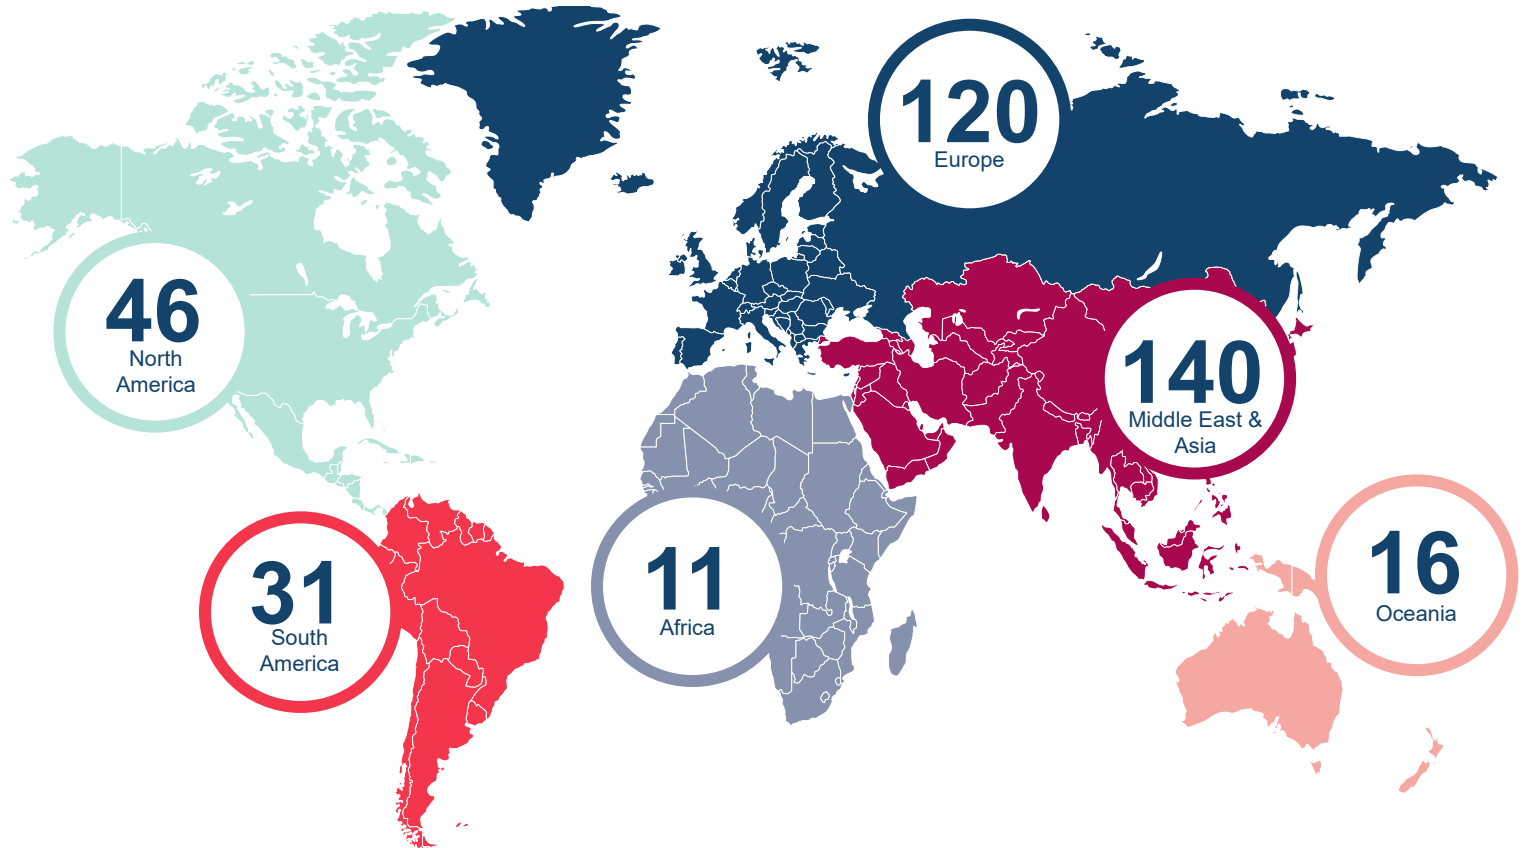 120
Europe
46
North
America
140
Middle East &
Asia
31
South
America
11
Africa
16
Oceania